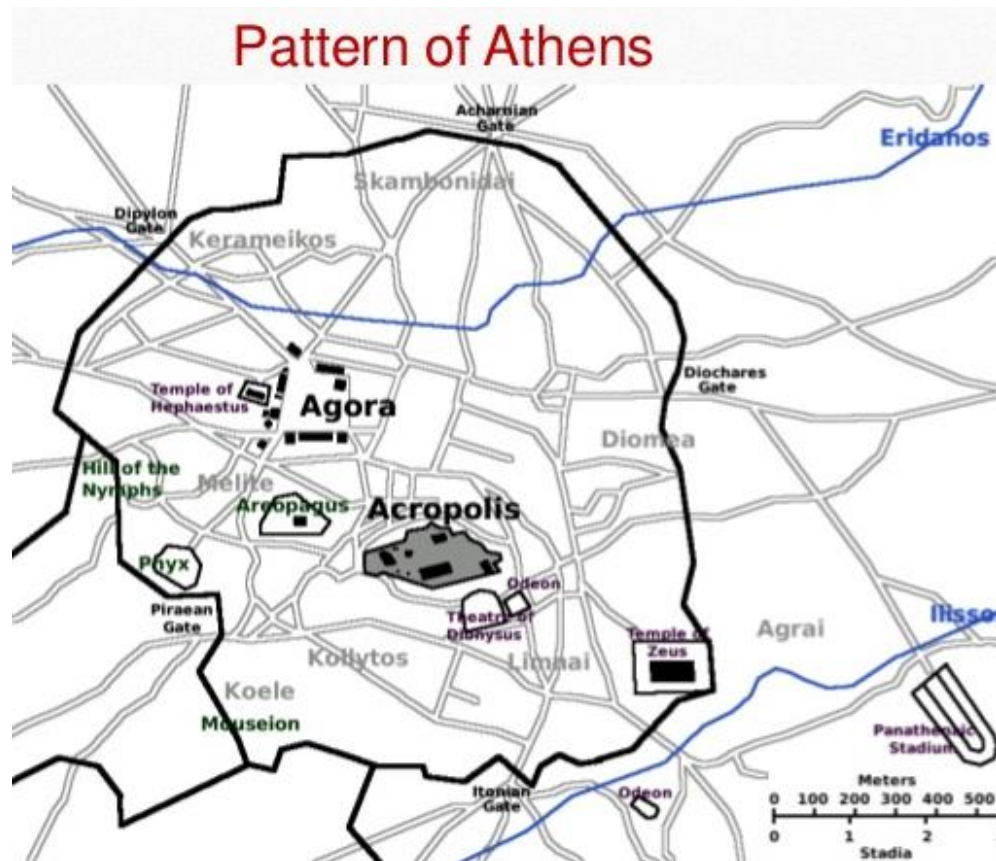 Pattern of Athens
Acharnian
Gate
Eridanos
Skambonidai
Dipylon
Gate
Kerameikos
Diochares
Gate
Temple of
Hephaestus
Agora
Diomea
Hill of the
Nymphs
Melite
Areopagus
Acropolis
Pnyx
Odeon
Piraean
Gate
Theatre of
Dionysus
Temple of
Zeus
Agrai
Ilisso
Kollytos
Limnai
Koele
Mouseion
Panathenaic
Stadium
Itonian
Gate
Odeon
Meters
0 100 200 300 400 500
0 1 2
Stadia